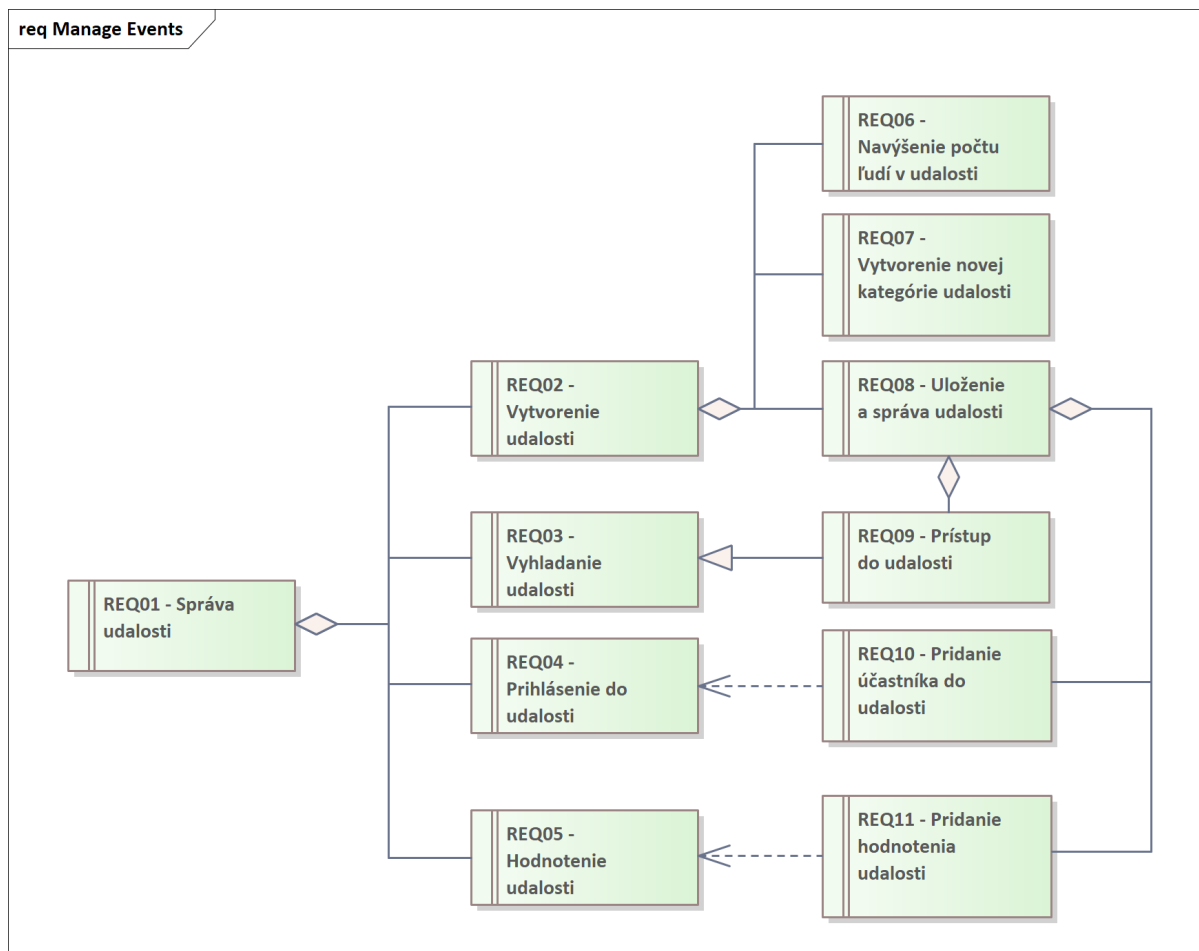 req Manage Events
REQ06 -
Navýšenie počtu
ľudí v udalosti
REQ07 -
Vytvorenie novej
kategórie udalosti
REQ02 -
Vytvorenie
udalosti
REQ08 - Uloženie
a správa udalosti
REQ03 -
Vyhladanie
udalosti
REQ09 - Prístup
do udalosti
REQ01 - Správa
udalosti
REQ04 -
Prihlásenie do
udalosti
REQ10 - Pridanie
účastníka do
udalosti
REQ05 -
Hodnotenie
udalosti
REQ11 - Pridanie
hodnotenia
udalosti